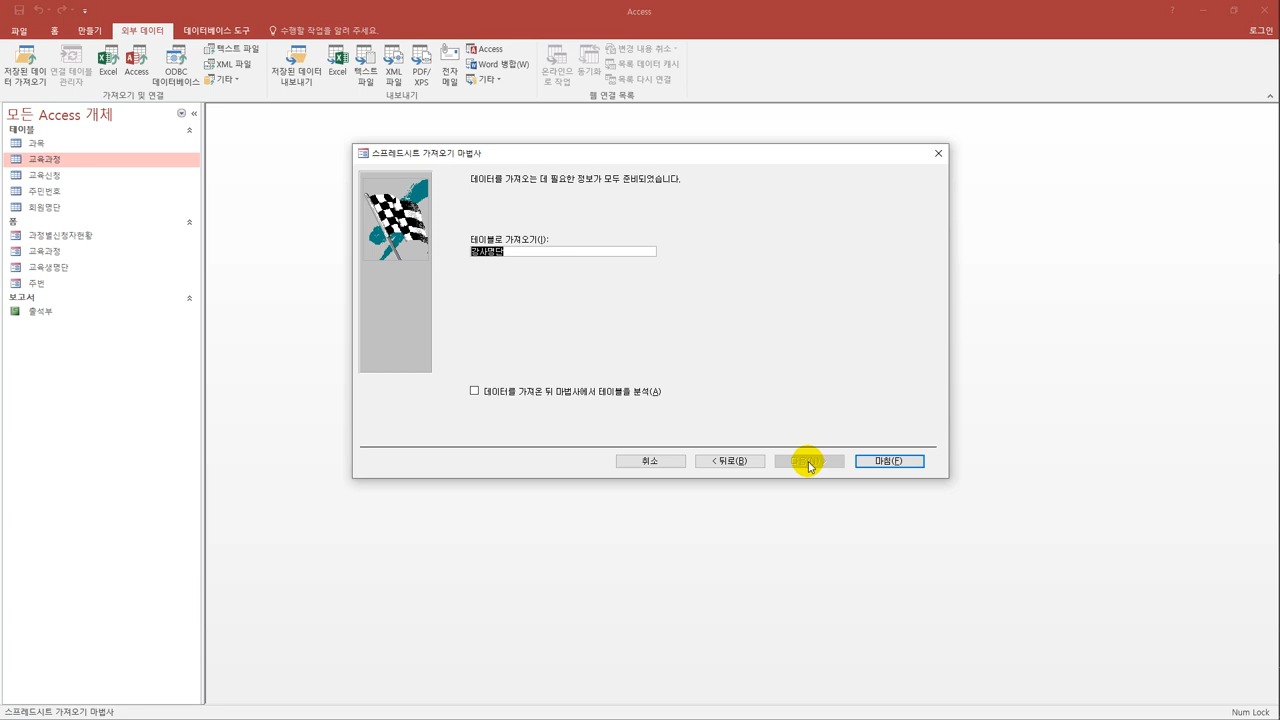 Access
파일
홈
만들기
외부 데이터
데이터베이스 도구
수행할 작업을 알려 주세요.
로그인
저장된 데이
터 가져오기
연결 테이블
관리자
Excel
Access
ODBC
데이터베이스
텍스트 파일
XML 파일
기타
가져오기 및 연결
저장된 데이터
내보내기
Excel
텍스트
파일
XML
파일
PDF/
XPS
전자
메일
Access
Word 병합(W)
기타
내보내기
온라인으
로 작업
동기화
변경 내용 취소
목록 데이터 캐시
목록 다시 연결
웹 연결 목록
모든 Access 개체
테이블
과목
교육과정
교육신청
주민번호
회원명단
폼
과정별신청자현황
교육과정
교육생명단
주번
보고서
출석부
스프레드시트 가져오기 마법사
데이터를 가져오는 데 필요한 정보가 모두 준비되었습니다.
테이블로 가져오기(I):
강사명단
데이터를 가져온 뒤 마법사에서 테이블을 분석(A)
취소
< 뒤로(B)
마침(F)
스프레드시트 가져오기 마법사
Num Lock